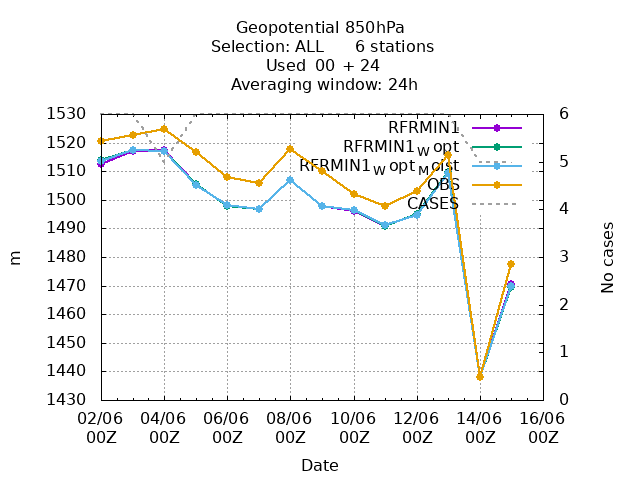 Geopotential 850hPa
Selection: ALL 6 stations
Used 00 + 24
Averaging window: 24h
1530 6
RFRMIN1
1520
RFRMIN1W opt
1510 5
RFRMIN1W opt Moist
OBS
1500 4
CASES
1490
1480 3
1470
1460 2
1450 1
1440
1430 0
m
No cases
02/06 04/06 06/06 08/06 10/06 12/06 14/06 16/06
00Z 00Z 00Z 00Z 00Z 00Z 00Z 00Z
Date